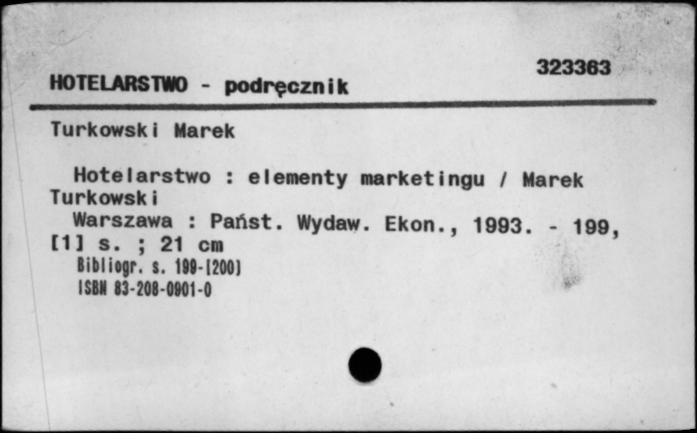 323363
HOTELARSTWO - podręcznik
Turkowski Marek
Hotelarstwo : elementy marketingu / Marek
Turkowski
Warszawa : Państ. Wydaw. Ekon., 1993. - 199,
[1] s. ; 21 cm
Bibliogr. s. 199-[200]
ISBN 83-208-0901-0